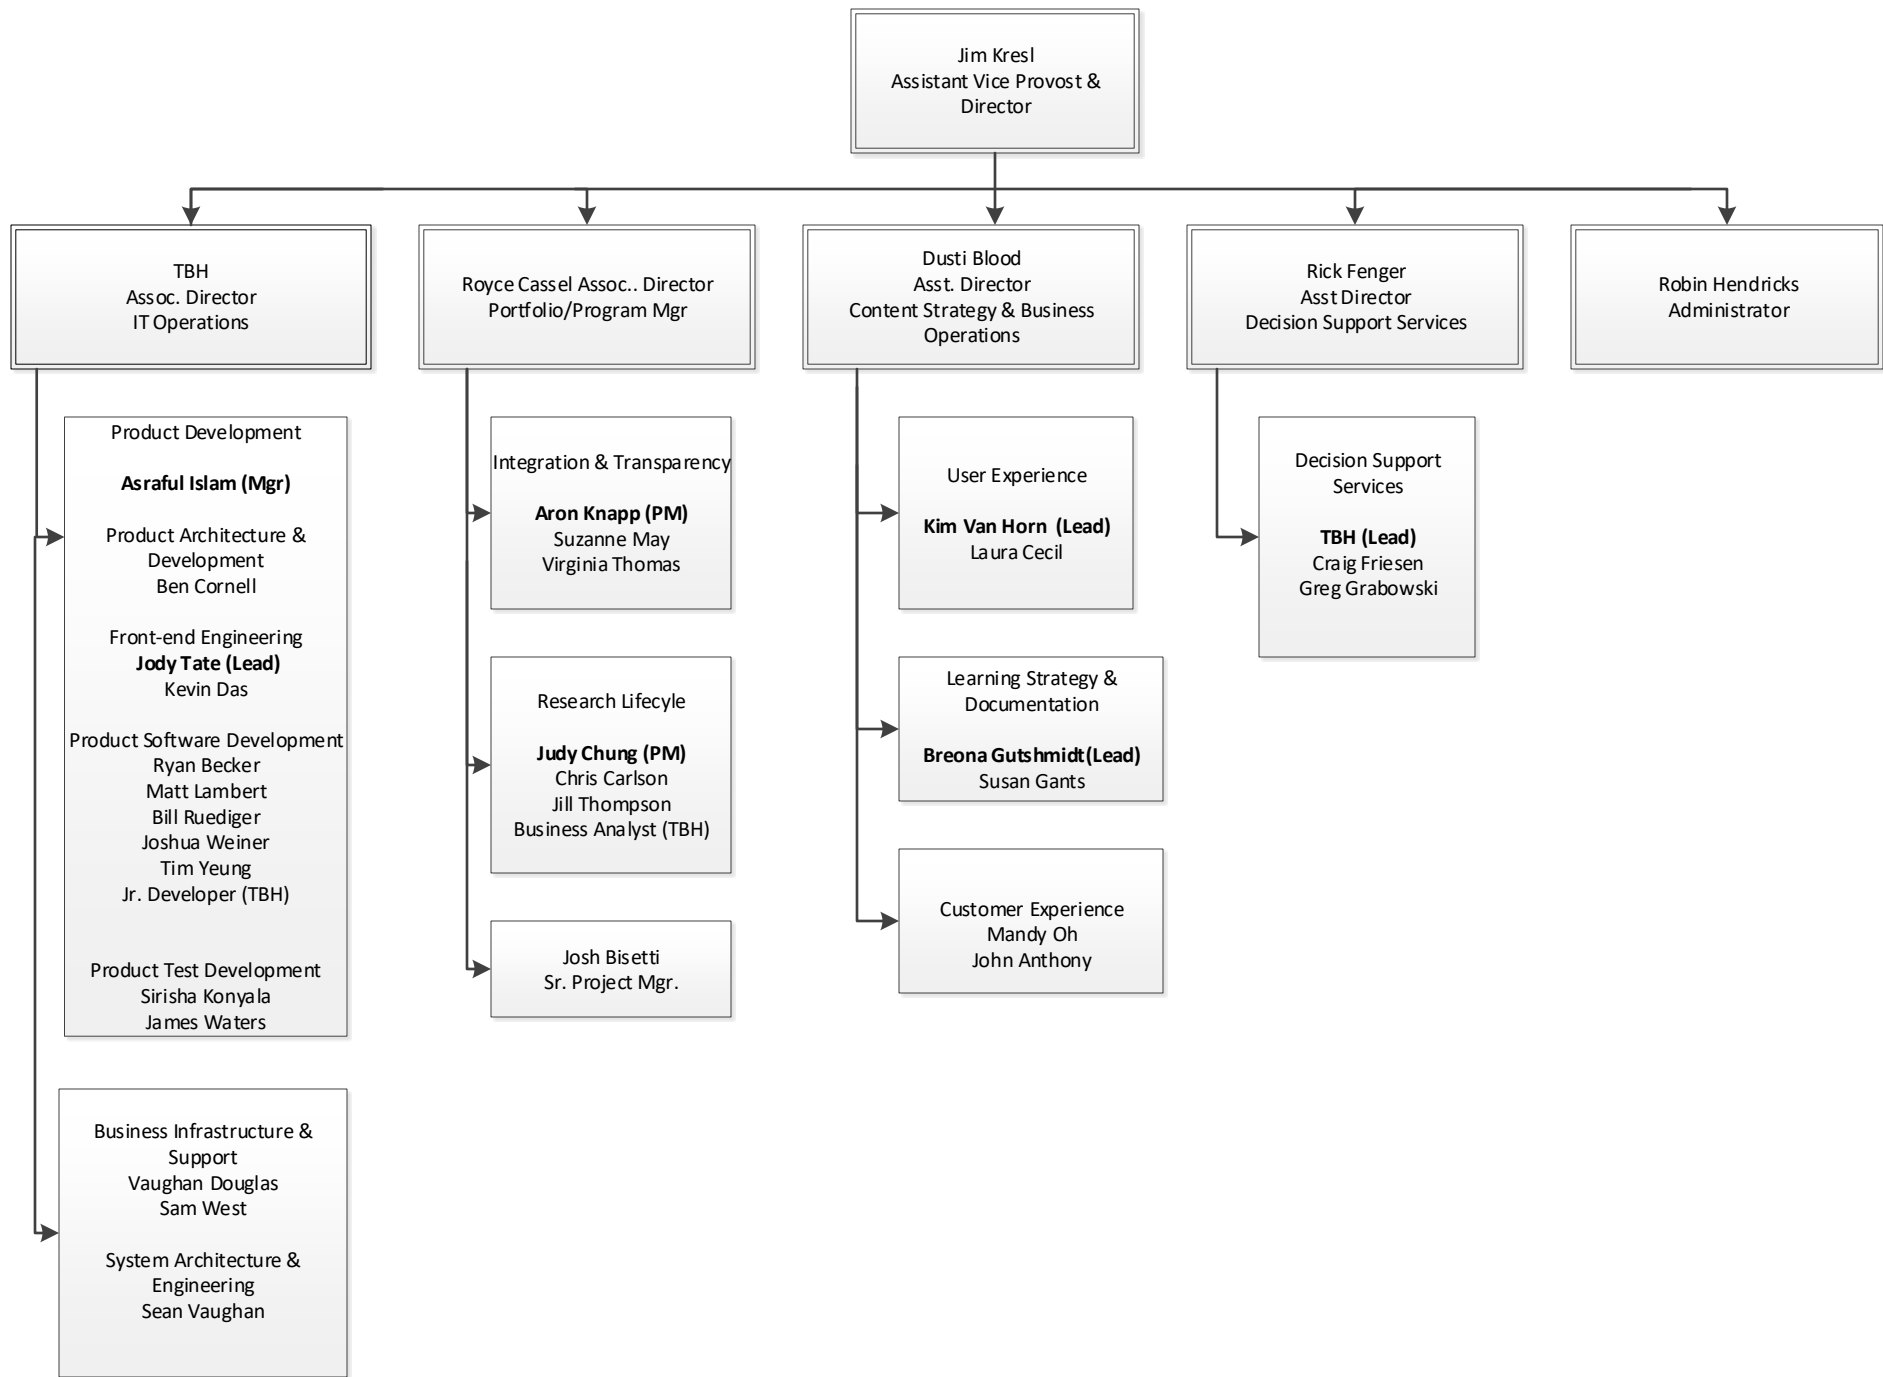 Jim Kresl
Assistant Vice Provost &
Director
TBH
Assoc. Director
IT Operations
Royce Cassel Assoc.. Director
Portfolio/Program Mgr
Dusti Blood
Asst. Director
Content Strategy & Business
Operations
Rick Fenger
Asst Director
Decision Support Services
Robin Hendricks
Administrator
Product Development
Asraful Islam (Mgr)
Product Architecture &
Development
Ben Cornell
Front-end Engineering
Jody Tate (Lead)
Kevin Das
Product Software Development
Ryan Becker
Matt Lambert
Bill Ruediger
Joshua Weiner
Tim Yeung
Jr. Developer (TBH)
Product Test Development
Sirisha Konyala
James Waters
Business Infrastructure &
Support
Vaughan Douglas
Sam West
System Architecture &
Engineering
Sean Vaughan
Integration & Transparency
Aron Knapp (PM)
Suzanne May
Virginia Thomas
Research Lifecyle
Judy Chung (PM)
Chris Carlson
Jill Thompson
Business Analyst (TBH)
Josh Bisetti
Sr. Project Mgr.
User Experience
Kim Van Horn (Lead)
Laura Cecil
Learning Strategy &
Documentation
Breona Gutshmidt(Lead)
Susan Gants
Customer Experience
Mandy Oh
John Anthony
Decision Support
Services
TBH (Lead)
Craig Friesen
Greg Grabowski